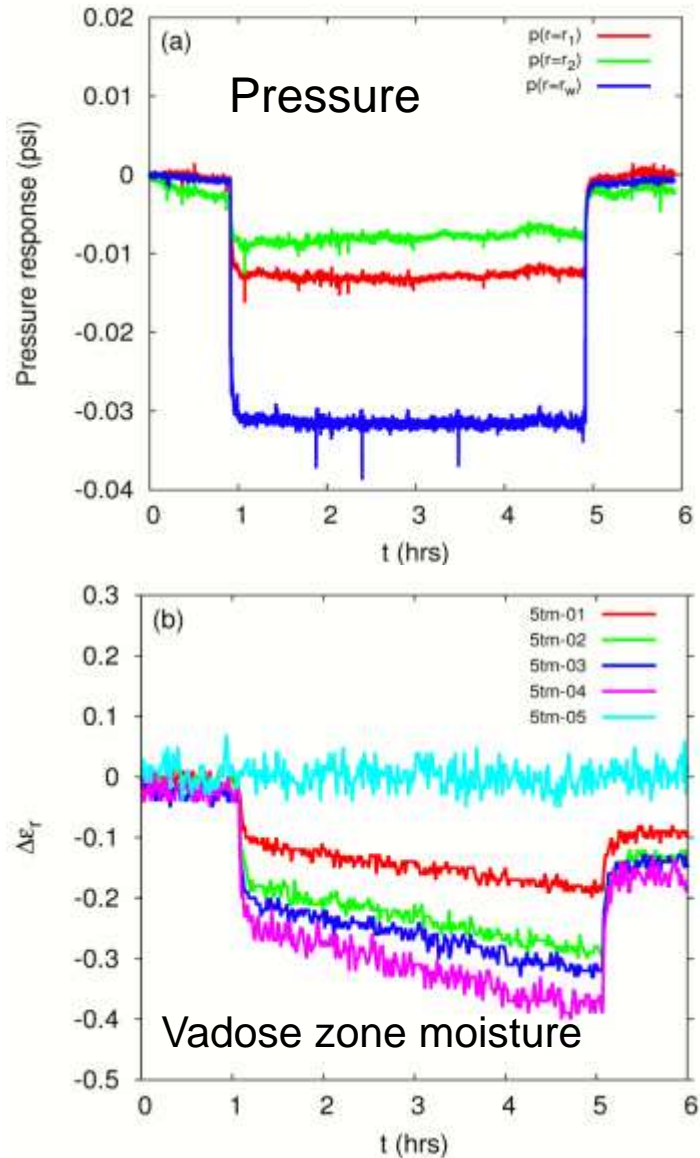 (a)
p(r=r1)
p(r=r2)
p(r=rw)
Pressure
Pressure response (psi)
0.02
0.01
0
-0.01
-0.02
-0.03
-0.04
0 1 2 3 4 5 6
t (hrs)
(b)
5tm-01
5tm-02
5tm-03
5tm-04
5tm-05
Δεr
0.3
0.2
0.1
0
-0.1
-0.2
-0.3
-0.4
-0.5
Vadose zone moisture
0 1 2 3 4 5 6
t (hrs)